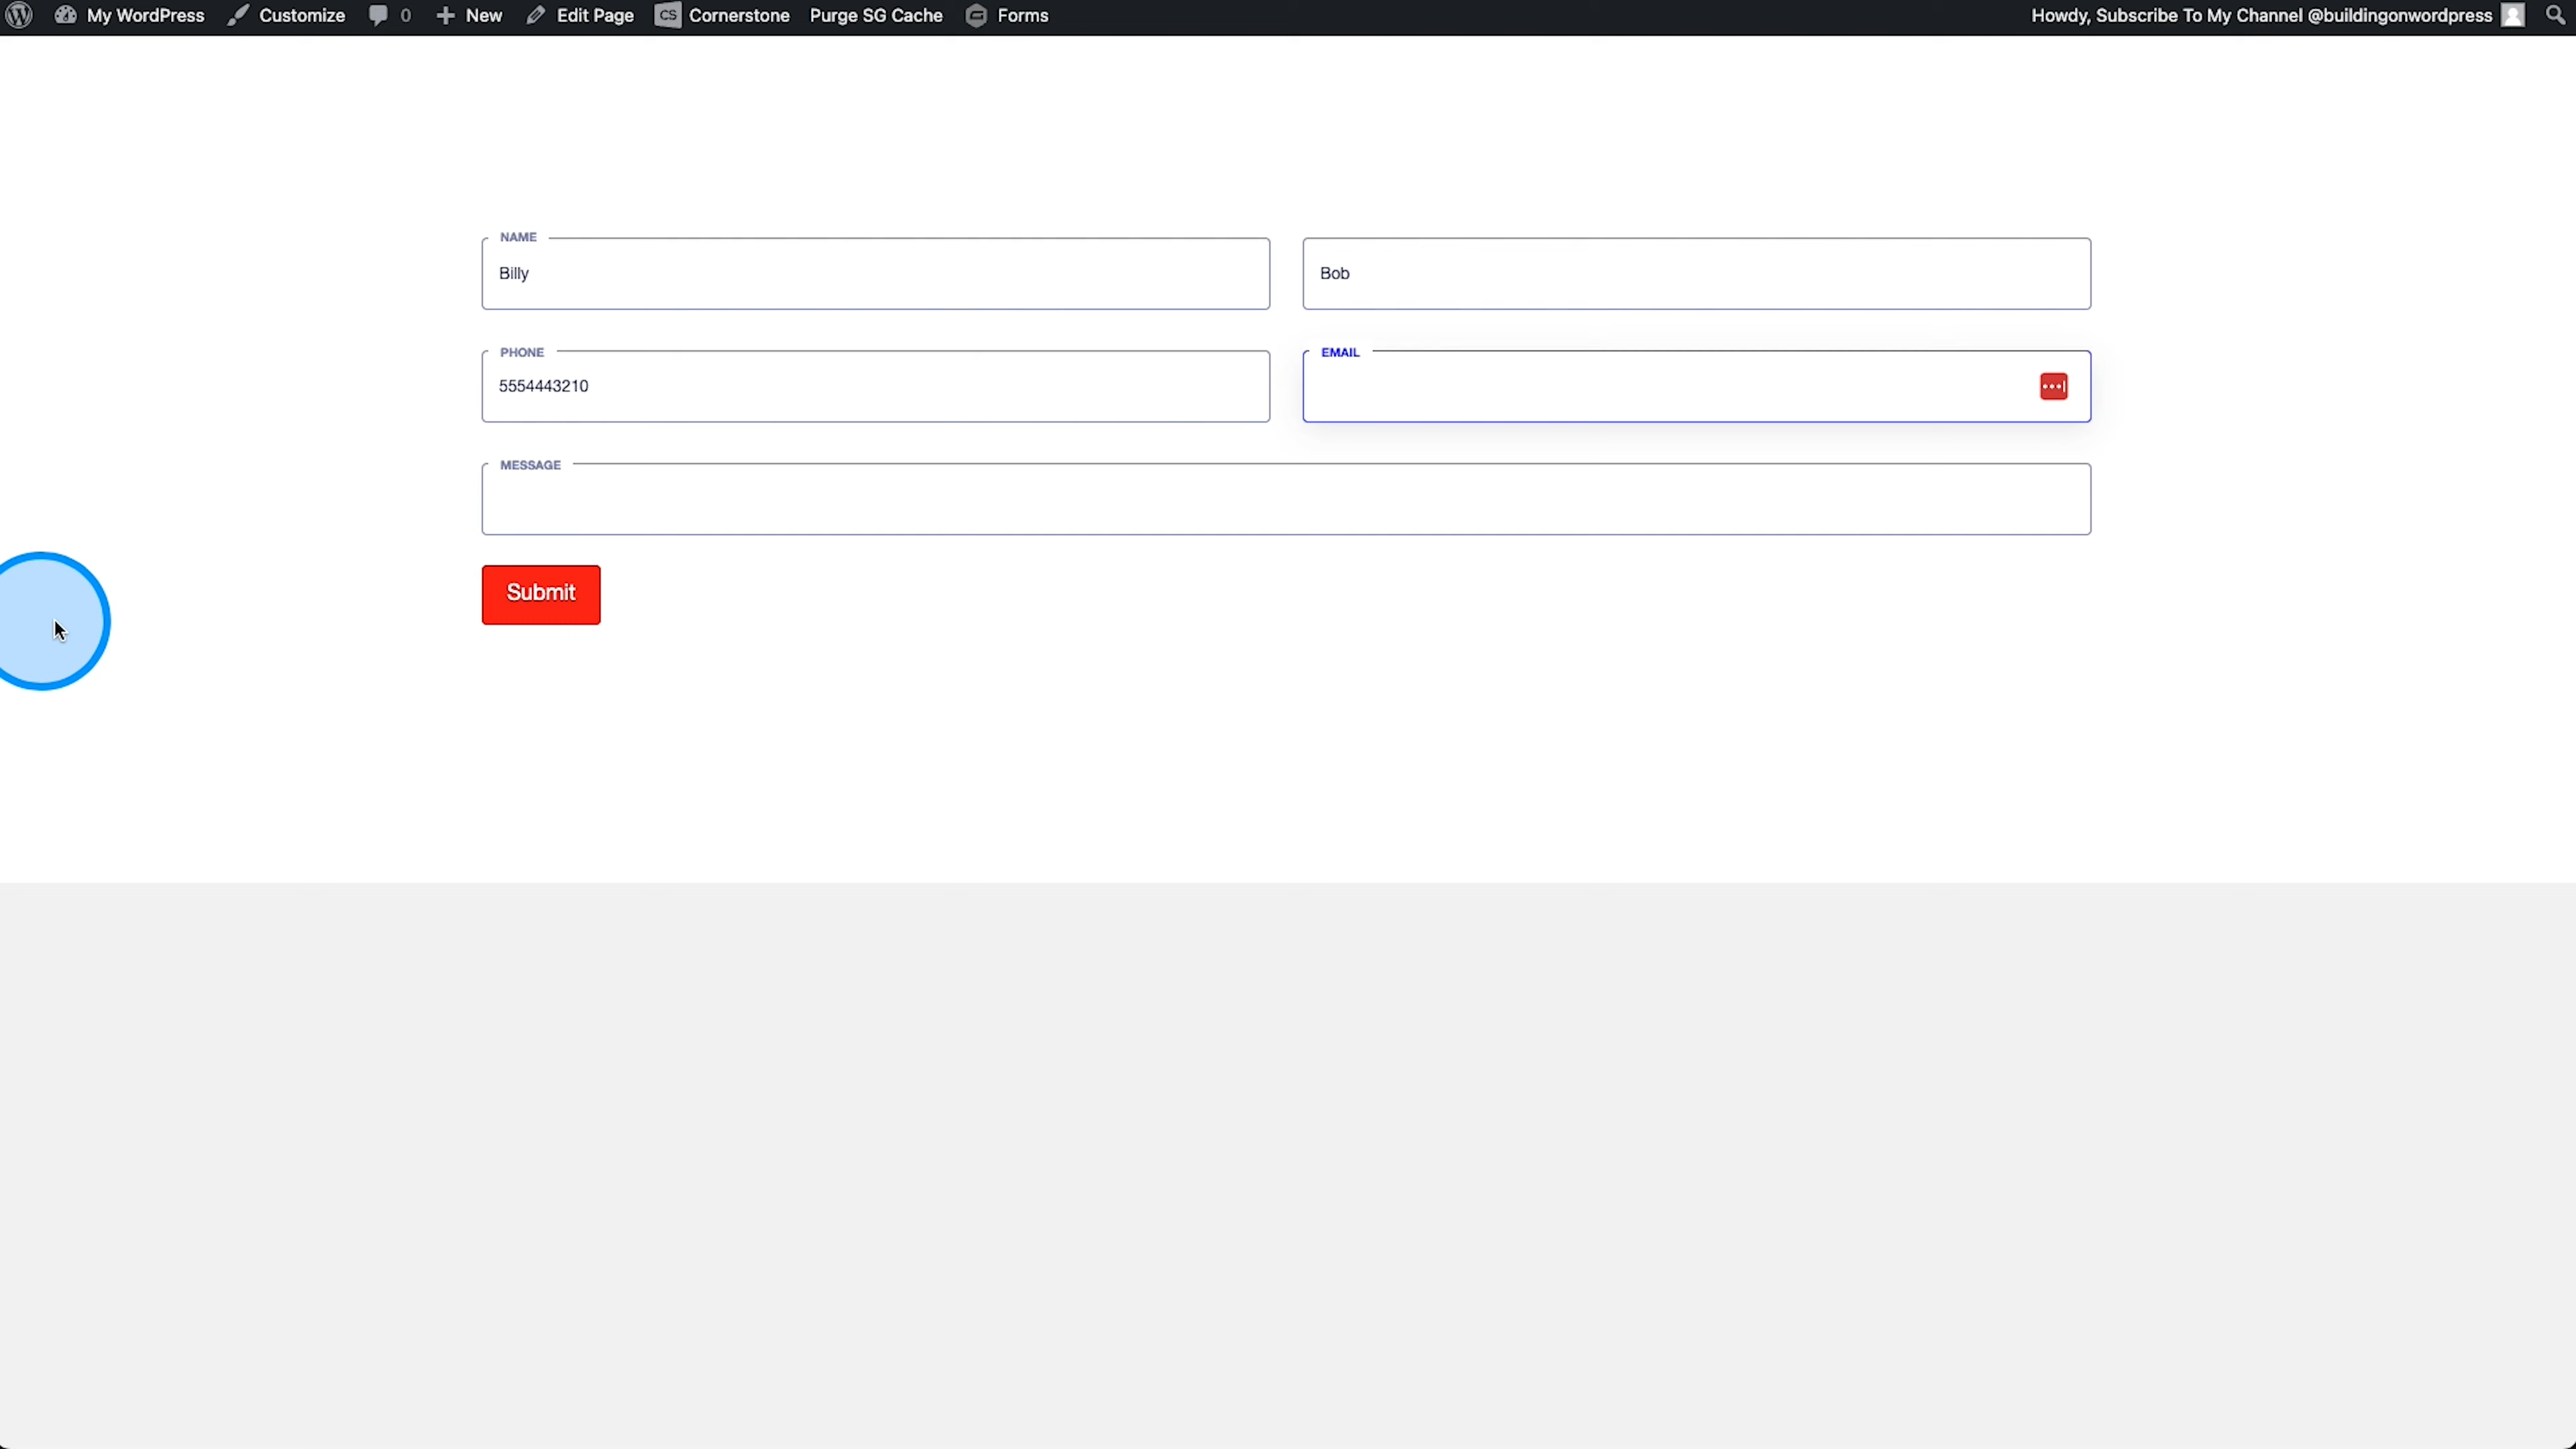 My WordPress Customize 0 New Edit Page CS Cornerstone Purge SG Cache Forms Howdy, Subscribe To My Channel @buildingonwordpress
NAME
Billy Bob
PHONE EMAIL
5554443210
MESSAGE
Submit